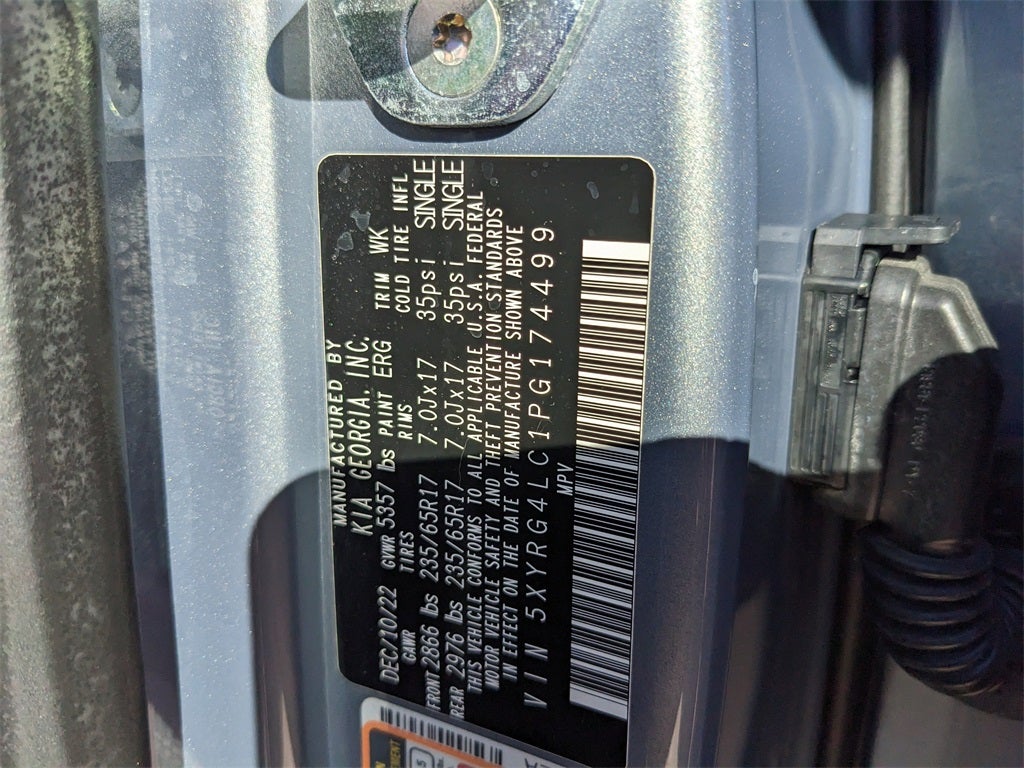 MANUFACTURED BY
KIA GEORGIA, INC.
DEC/10/22 GVWR 5357 lbs PAINT ERG TRIM WK
GAWR TIRES RIMS COLD TIRE INFL
FRONT 2866 lbs 235/65R17 7.0Jx17 35psi SINGLE
REAR 2976 lbs 235/65R17 7.0Jx17 35psi SINGLE
THIS VEHICLE CONFORMS TO ALL APPLICABLE U.S.A. FEDERAL
MOTOR VEHICLE SAFETY AND THEFT PREVENTION STANDARDS
IN EFFECT ON THE DATE OF MANUFACTURE SHOWN ABOVE
VIN 5XYRG4LC1PG174499
MPV